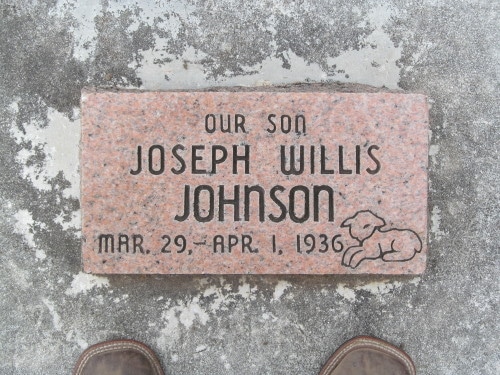 OUR SON
JOSEPH WILLIS
JOHNSON
MAR. 29,- APR. 1, 1936